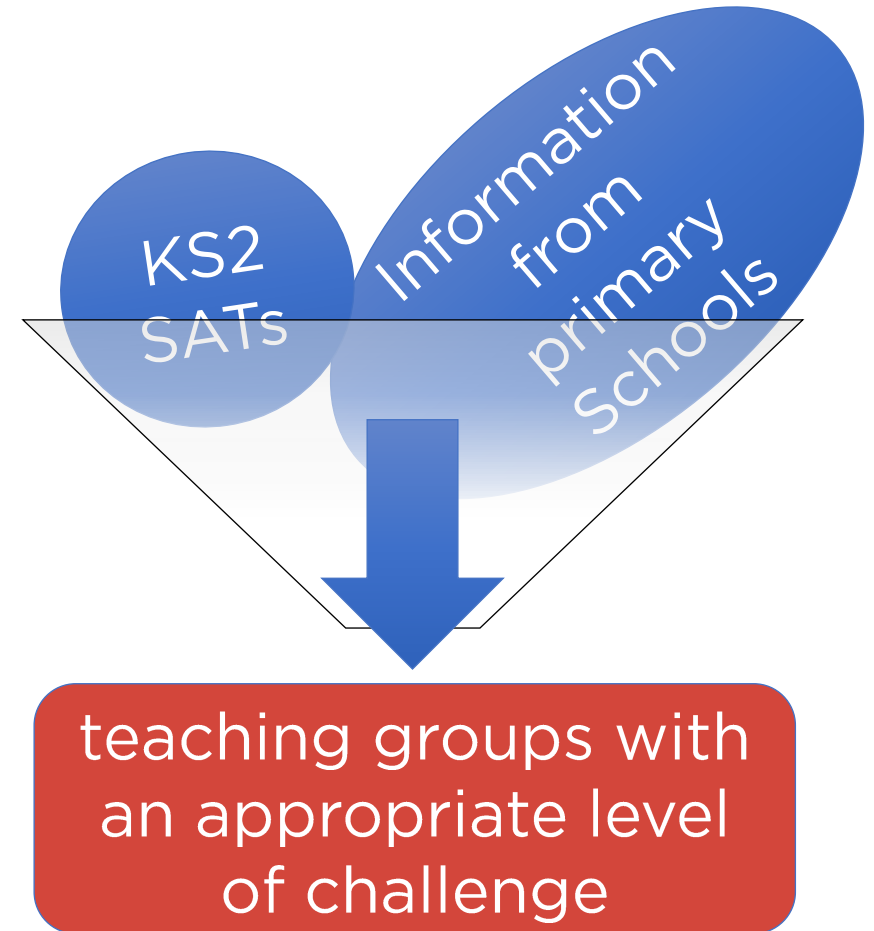 KS2
SATs
Information
from
primary
Schools
teaching groups with
an appropriate level
of challenge